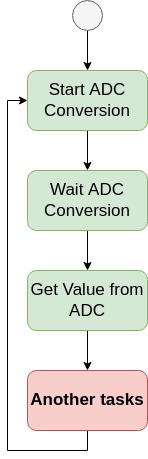 Start ADC
Conversion
Wait ADC
Conversion
Get Value from
ADC
Another tasks